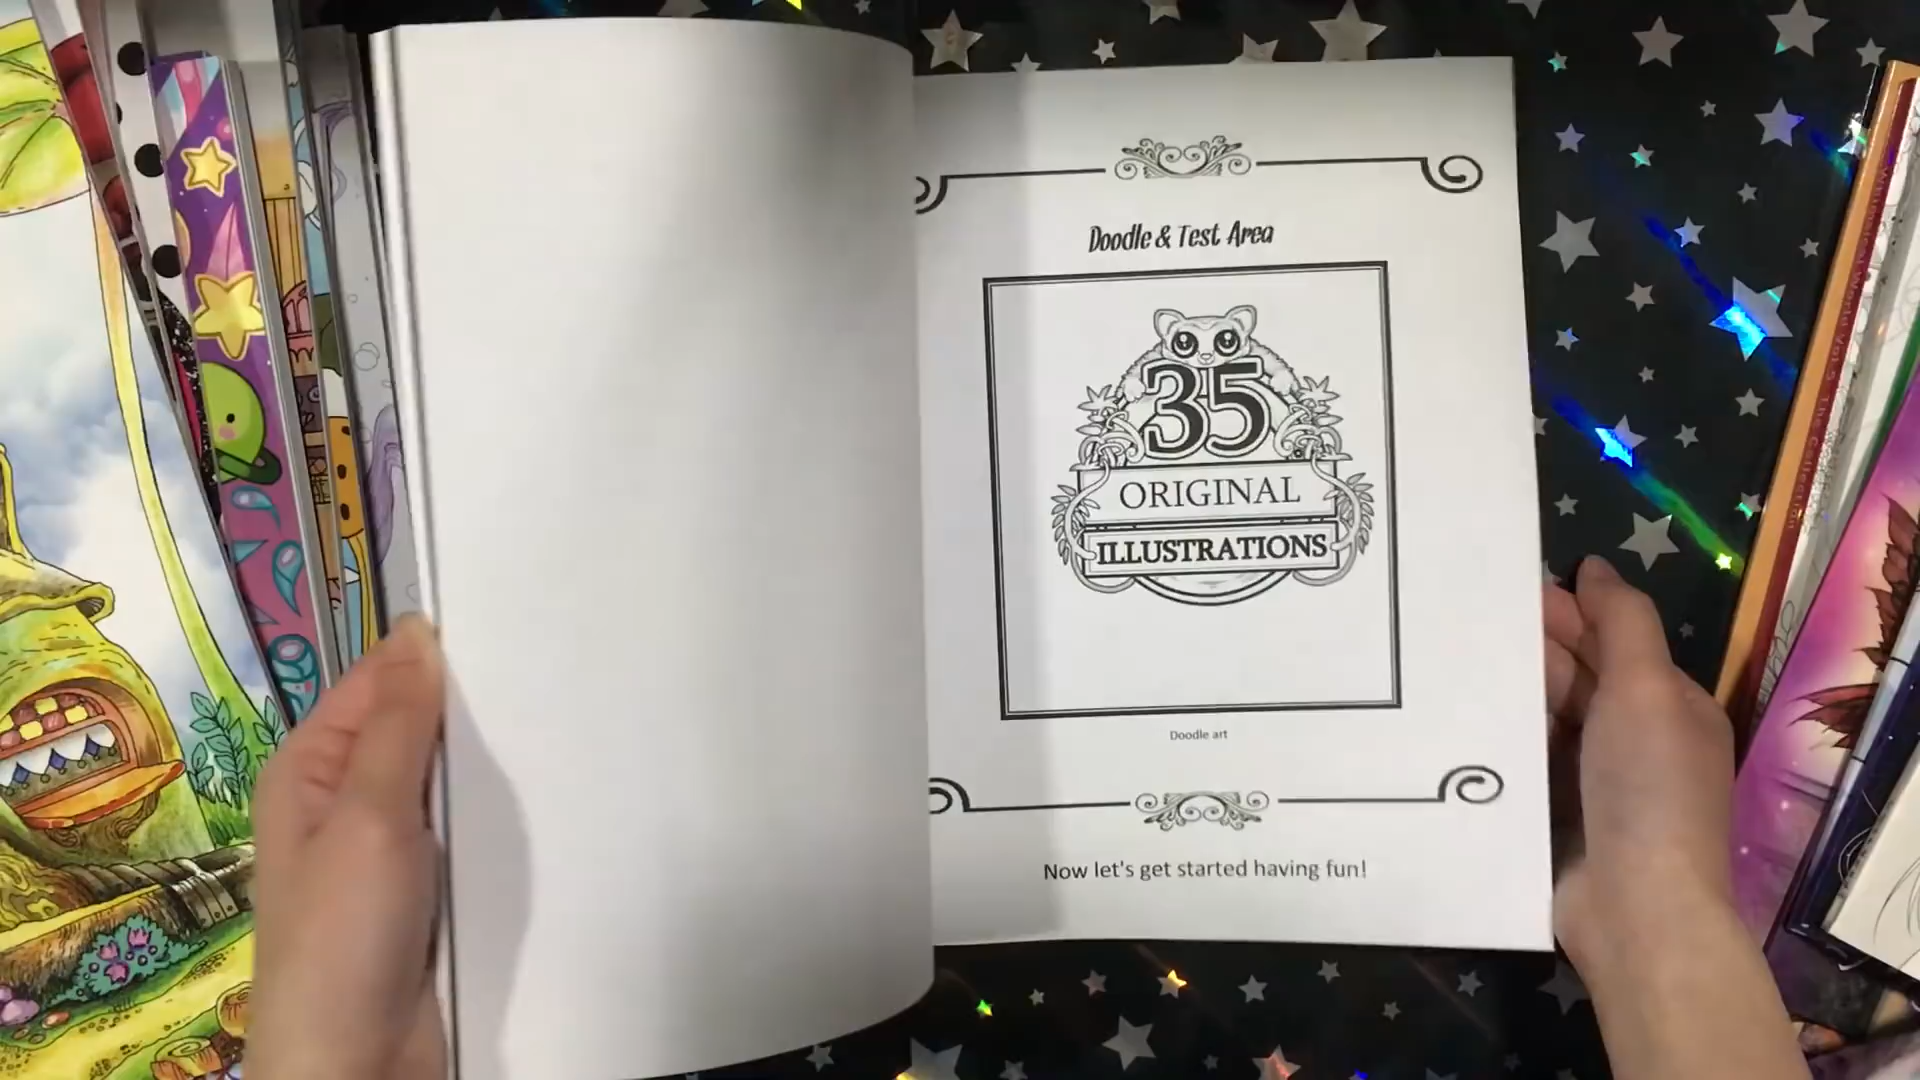 Doodle & Test Area
35
ORIGINAL
ILLUSTRATIONS
Doodle art
Now let's get started having fun!